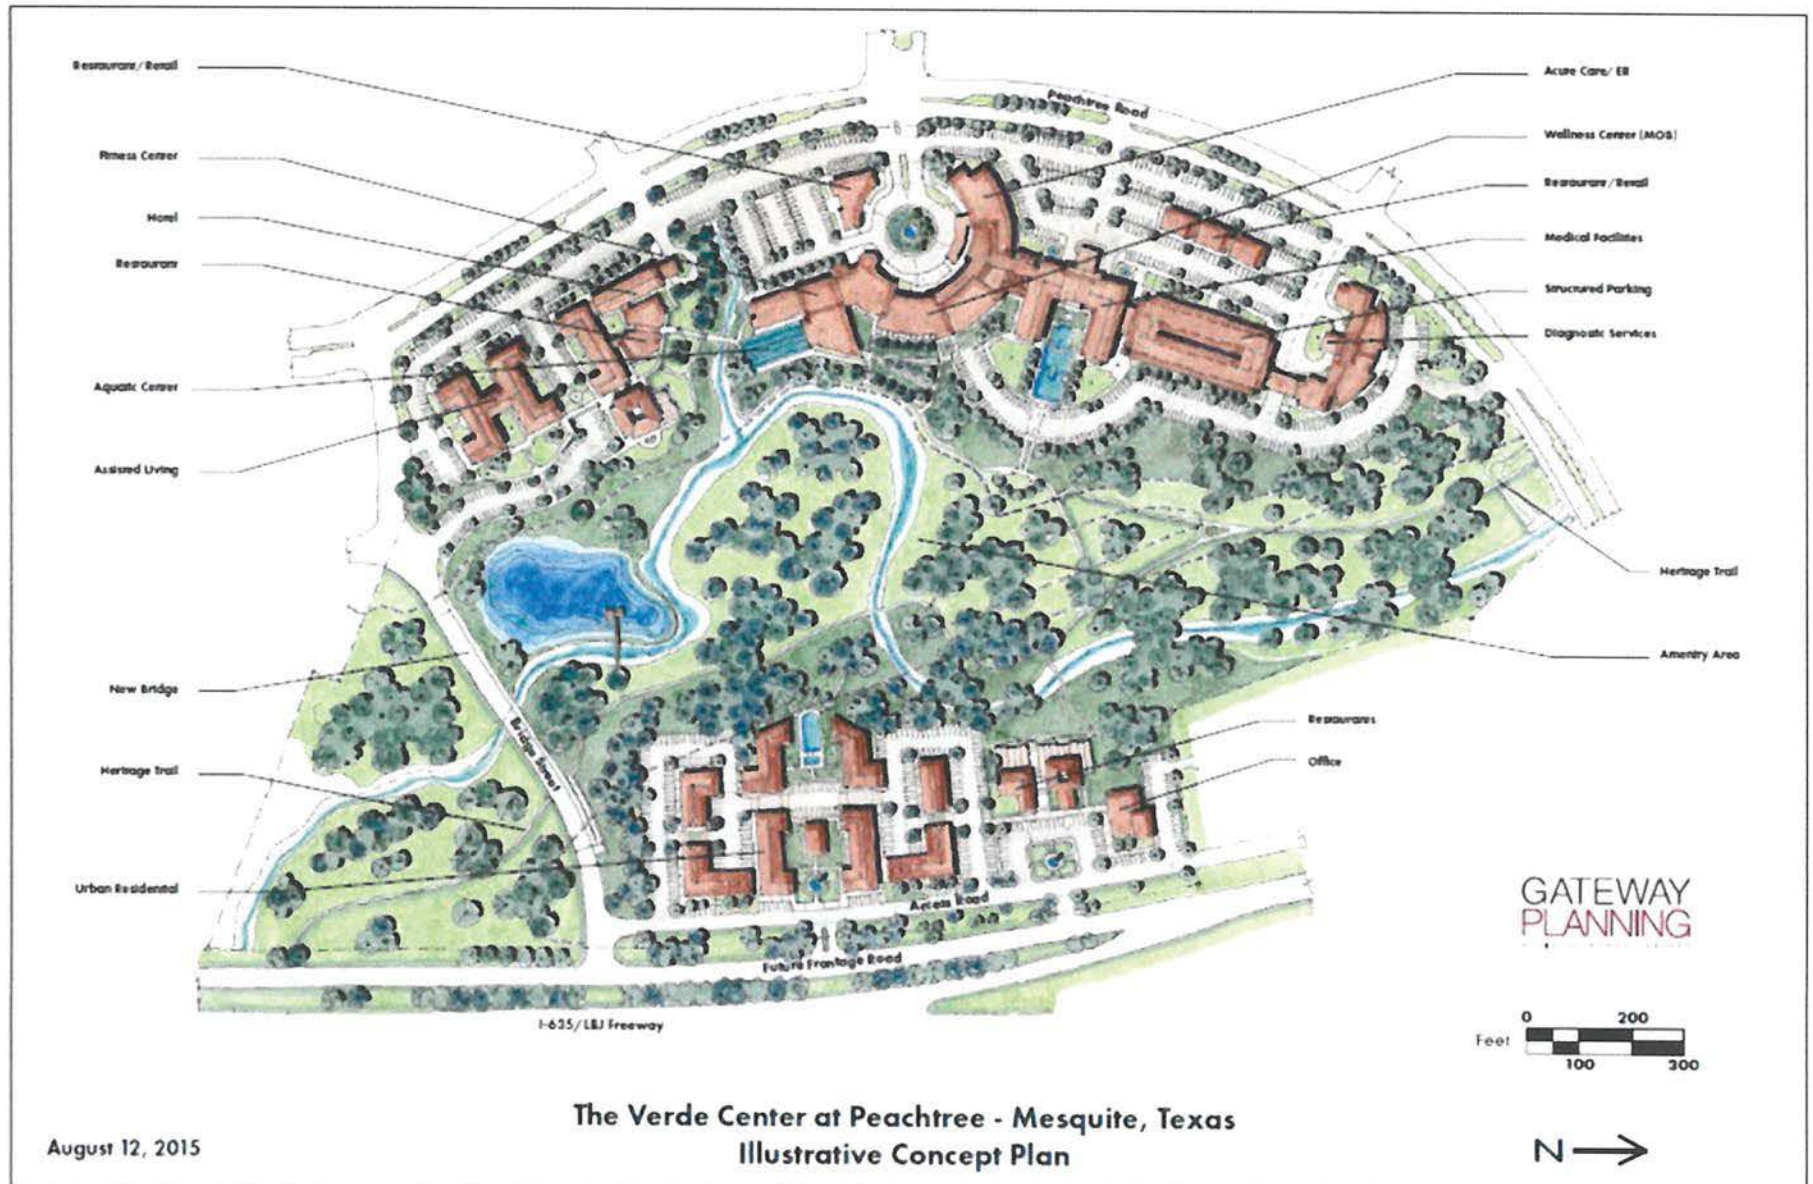 Restaurant/Retail
Fitness Center
Hotel
Restaurant
Aquatic Center
Assisted Living
New Bridge
Heritage Trail
Urban Residential
Peachtree Road
Acute Care/ ER
Wellness Center (MOB)
Restaurant/Retail
Medical Facilities
Structured Parking
Diagnostic Services
Heritage Trail
Amenity Area
Restaurants
Office
Bridge Street
Access Road
Future Frontage Road
I-635/LBJ Freeway
GATEWAY
PLANNING
0 200
Feet
100 300
The Verde Center at Peachtree - Mesquite, Texas
Illustrative Concept Plan
August 12, 2015
N